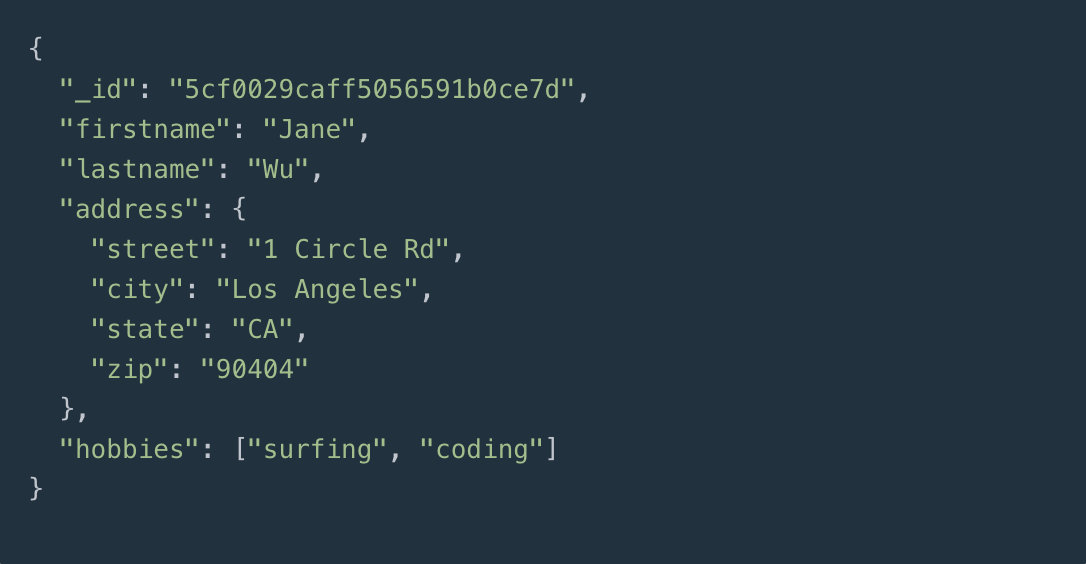 {
  "_id": "5cf0029caff5056591b0ce7d",
  "firstname": "Jane",
  "lastname": "Wu",
  "address": {
    "street": "1 Circle Rd",
    "city": "Los Angeles",
    "state": "CA",
    "zip": "90404"
  },
  "hobbies": ["surfing", "coding"]
}